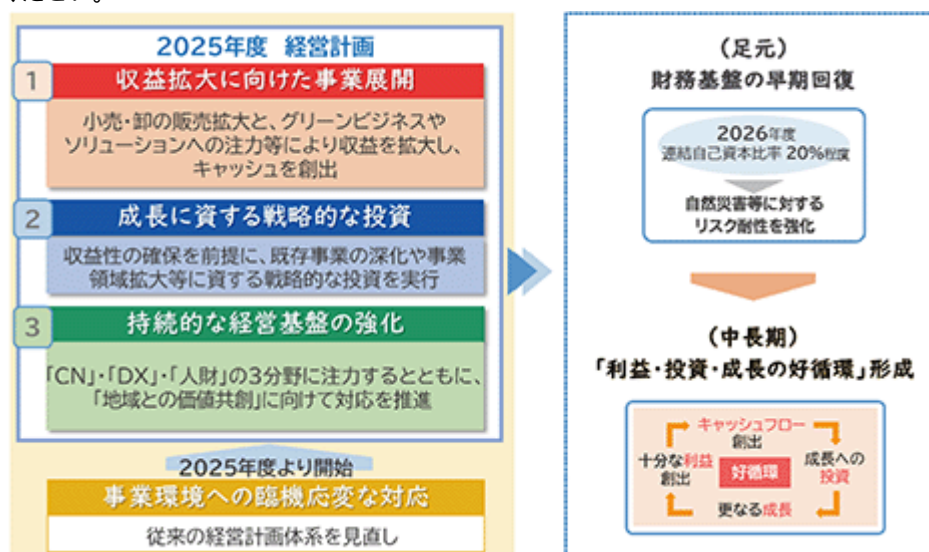 ください。
2025年度 経営計画
1
収益拡大に向けた事業展開
小売・卸の販売拡大と、グリーンビジネスや
ソリューションへの注力等により収益を拡大し、
キャッシュを創出
2
成長に資する戦略的な投資
収益性の確保を前提に、既存事業の深化や事業
領域拡大等に資する戦略的な投資を実行
3
持続的な経営基盤の強化
「CN」・「DX」・「人財」の3分野に注力するとともに、
「地域との価値共創」に向けて対応を推進
2025年度より開始
事業環境への臨機応変な対応
従来の経営計画体系を見直し
(足元)
財務基盤の早期回復
2026年度
連結自己資本比率 20%程度
自然災害等に対する
リスク耐性を強化
(中長期)
「利益・投資・成長の好循環」形成
キャッシュフロー
創出
十分な利益
創出
好循環
成長への
投資
更なる成長